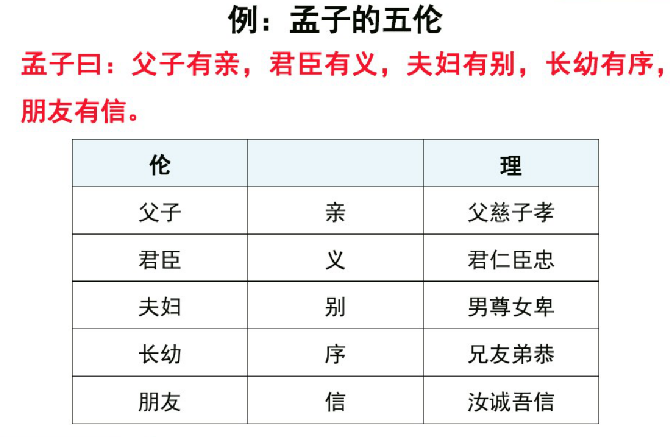 例：孟子的五伦
孟子曰：父子有亲，君臣有义，夫妇有别，长幼有序，
朋友有信。
伦 理
父子 亲 父慈子孝
君臣 义 君仁臣忠
夫妇 别 男尊女卑
长幼 序 兄友弟恭
朋友 信 汝诚吾信